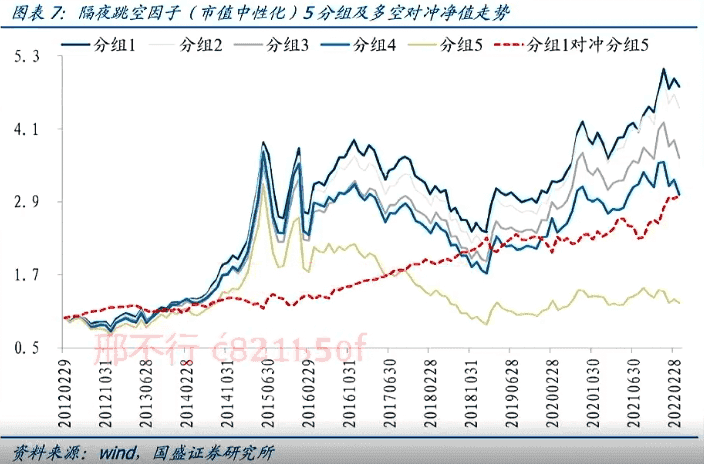 图表 7：隔夜跳空因子（市值中性化）5 分组及多空对冲净值走势
分组1 分组2 分组3 分组4 分组5 分组1对冲分组5
5.3
4.1
2.9
1.7
0.5
邢不行 c821h50f
20120229 20121031 20130628 20140228 20141031 20150630 20160229 20161031 20170630 20180228 20181031 20190628 20200228 20201030 20210630 20220228
资料来源：wind，国盛证券研究所